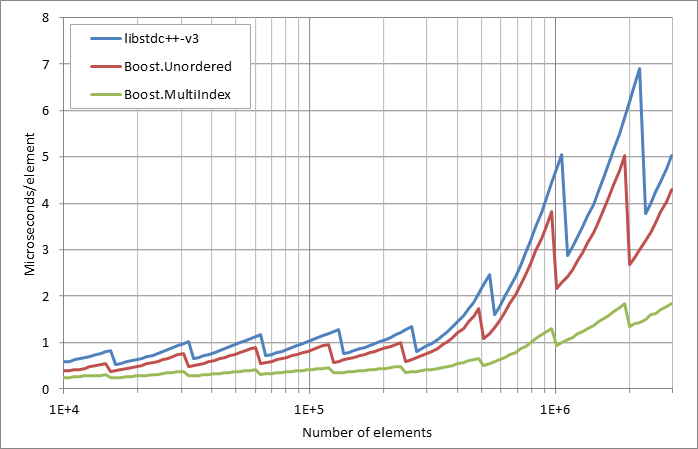 8
7
6
5
4
3
2
1
0
Microseconds/element
libstdc++-v3
Boost.Unordered
Boost.MultiIndex
1E+4
1E+5
1E+6
Number of elements